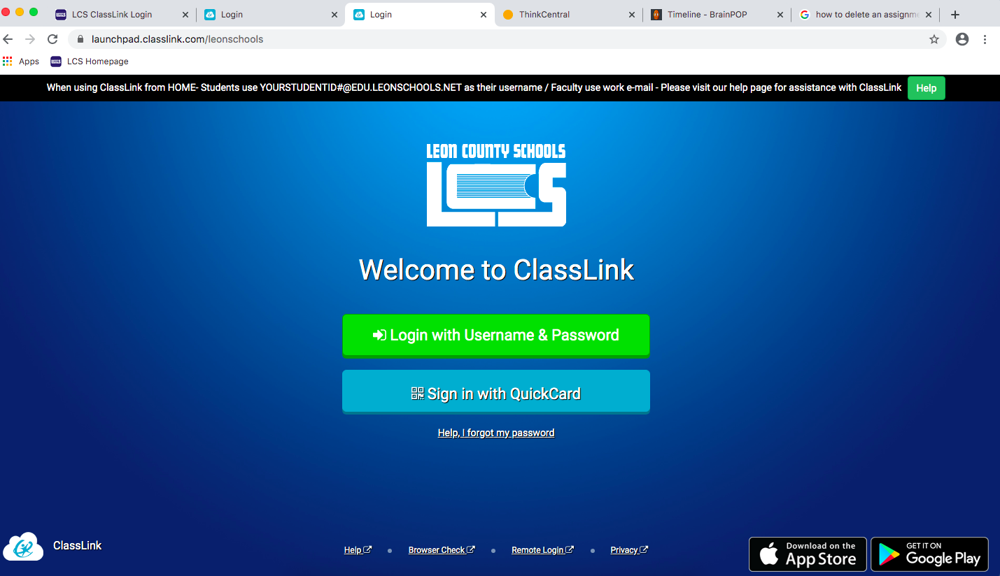 LCS ClassLink Login
Login
Login
ThinkCentral
Timeline - BrainPOP
how to delete an assignme
launchpad.classlink.com/leonschools
Apps
LCS Homepage
When using ClassLink from HOME- Students use YOURSTUDENTID#@EDU.LEONSCHOOLS.NET as their username / Faculty use work e-mail - Please visit our help page for assistance with ClassLink
Help
LEON COUNTY SCHOOLS
LCS
Welcome to ClassLink
Login with Username & Password
Sign in with QuickCard
Help, I forgot my password
ClassLink
Help
Browser Check
Remote Login
Privacy
Download on the
App Store
GET IT ON
Google Play